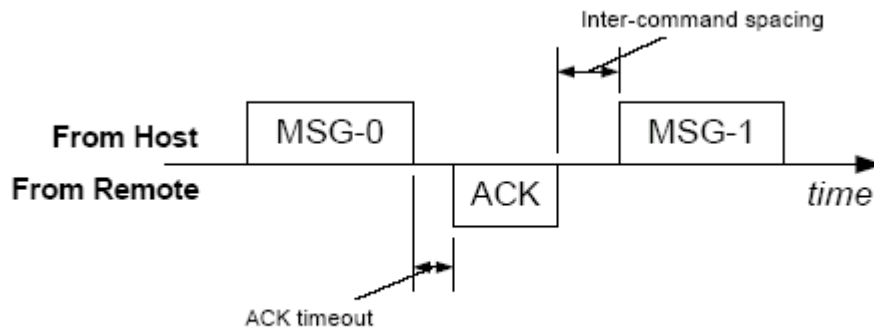 Inter-command spacing
From Host
MSG-0
MSG-1
From Remote
ACK
time
ACK timeout